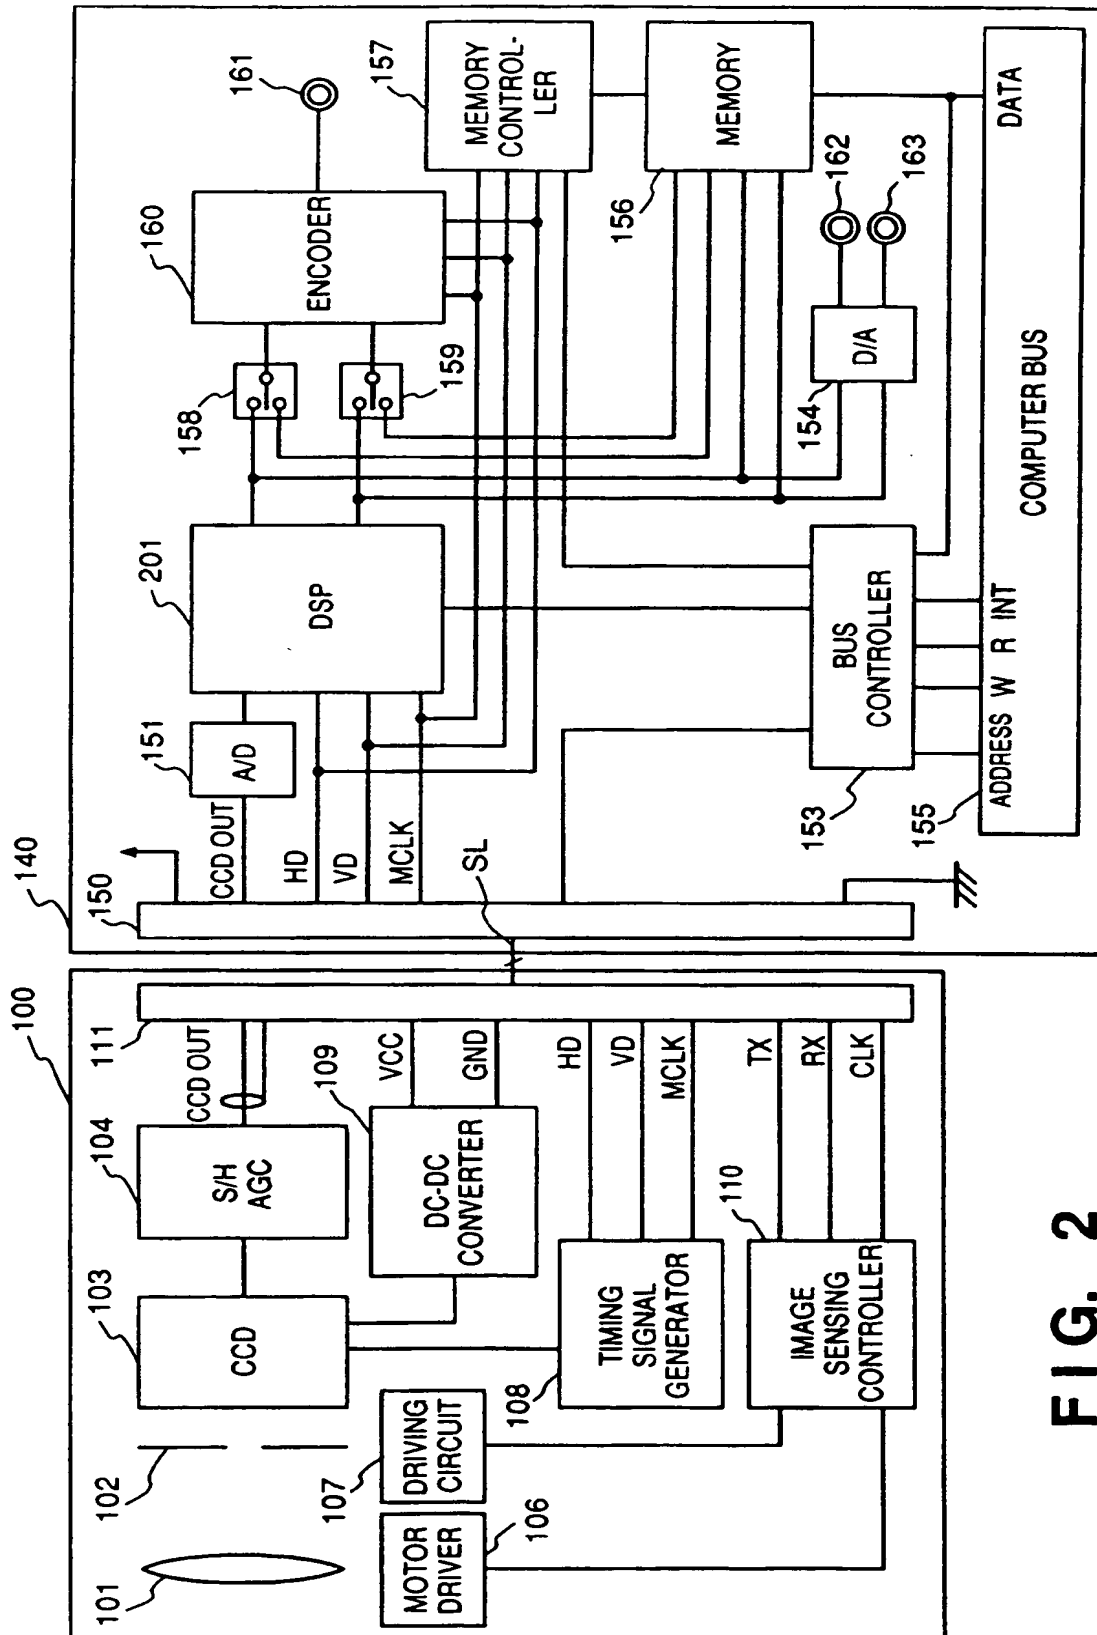 100
101
102
103
CCD
104
S/H
AGC
CCD OUT
111
MOTOR
DRIVER
106
DRIVING
CIRCUIT
107
109
DC-DC
CONVERTER
VCC
GND
108
TIMING
SIGNAL
GENERATOR
HD
VD
MCLK
110
IMAGE
SENSING
CONTROLLER
TX
RX
CLK
SL
140
150
CCD OUT
151
A/D
HD
VD
MCLK
201
DSP
158
159
160
ENCODER
161
157
MEMORY
CONTROL-
LER
156
MEMORY
162
163
154
D/A
153
BUS
CONTROLLER
155
ADDRESS W R INT
DATA
COMPUTER BUS
FIG. 2